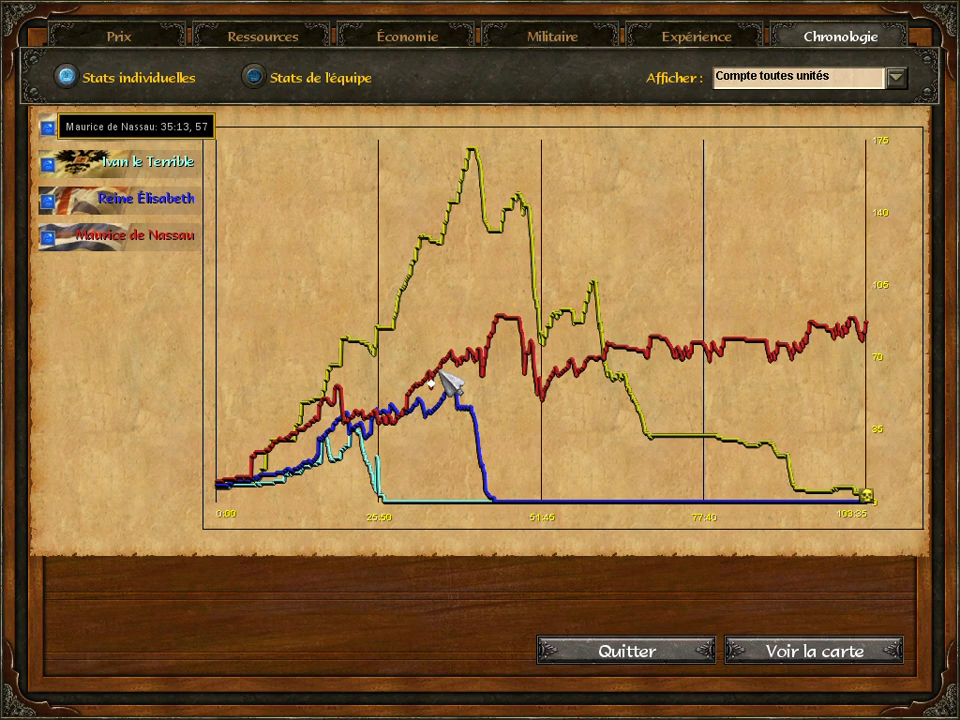 Prix
Ressources
Économie
Militaire
Expérience
Chronologie
Stats individuelles
Stats de l'équipe
Afficher :
Compte toutes unités
Maurice de Nassau: 35:13, 57
Ivan le Terrible
Reine Élisabeth
Maurice de Nassau
175
140
105
70
35
0:00
25:50
51:45
77:40
103:35
Quitter
Voir la carte